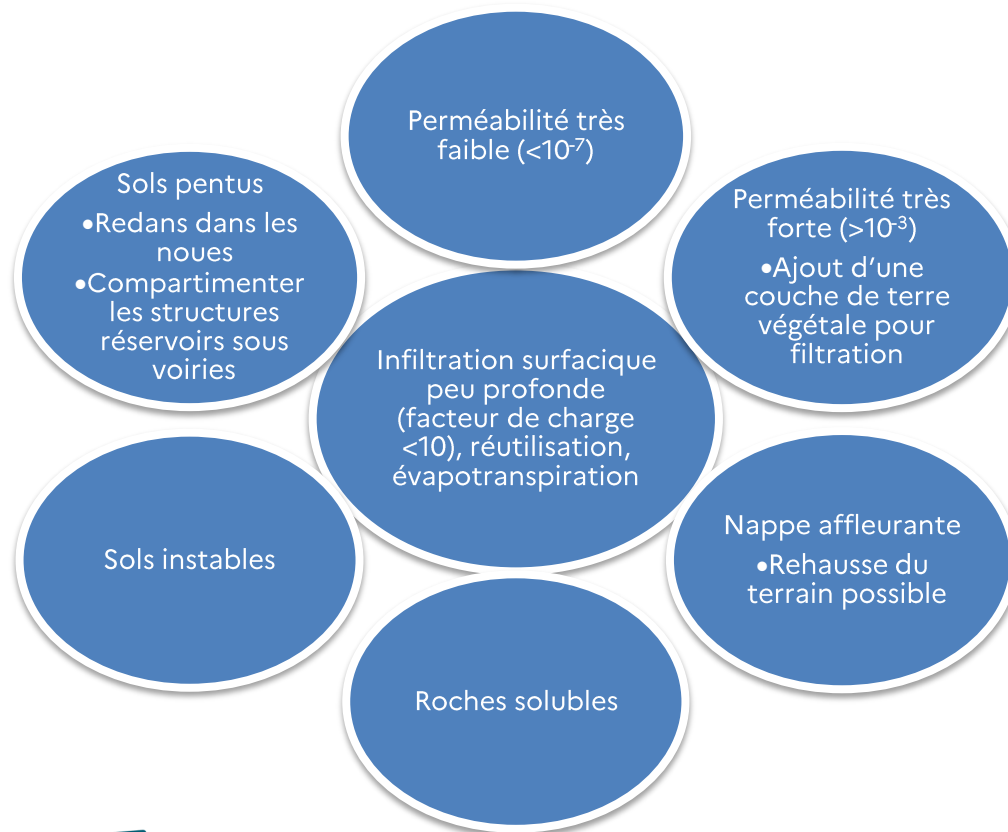 Perméabilité très
faible (<10⁻⁷)
Sols pentus
•Redans dans les
noues
•Compartimenter
les structures
réservoirs sous
voiries
Perméabilité très
forte (>10⁻³)
•Ajout d’une
couche de terre
végétale pour
filtration
Infiltration surfacique
peu profonde
(facteur de charge
<10), réutilisation,
évapotranspiration
Sols instables
Nappe affleurante
•Rehausse du
terrain possible
Roches solubles